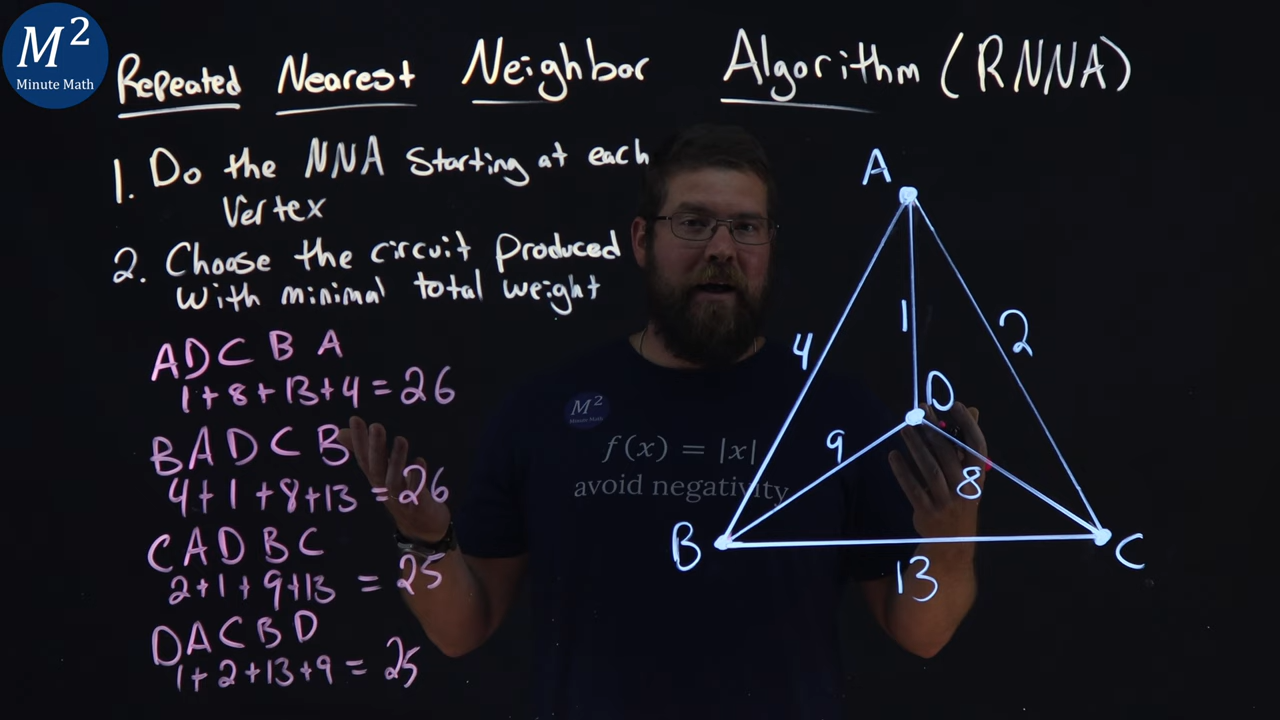 M²
Minute Math
Repeated Nearest Neighbor Algorithm (RNNA)
1. Do the NNA Starting at each
Vertex
2. Choose the circuit produced
with minimal total weight
ADCBA
1+8+13+4=26
BADCB
4+1+8+13=26
CADBC
2+1+9+13=25
DACBD
1+2+13+9=25
M²
Minute Math
f(x) = |x|
avoid negativity
A
4
1
2
D
9
8
B
C
13